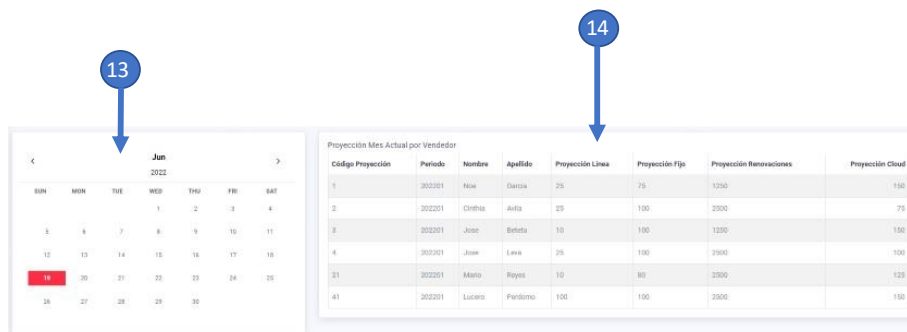 14
13
Proyección Mes Actual por Vendedor
‹ Jun ›
2022
Código Proyección Periodo Nombre Apellido Proyección Linea Proyección Fijo Proyección Renovaciones Proyección Cloud
SUN MON TUE WED THU FRI SAT
1 2 3 4
5 6 7 8 9 10 11
12 13 14 15 16 17 18
19 20 21 22 23 24 25
26 27 28 29 30
1 202201 Noe Garcia 25 75 1250 150
2 202201 Cinthia Avila 25 100 2500 75
3 202201 Jose Beteta 10 100 1250 150
4 202201 Jose Leva 25 100 2500 100
21 202201 Mario Reyes 10 80 2500 125
41 202201 Lucero Perdomo 100 100 2500 150